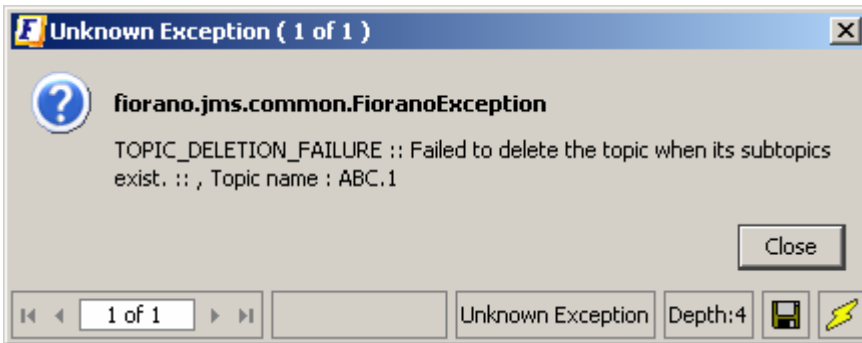 Unknown Exception ( 1 of 1 )
fiorano.jms.common.FioranoException
TOPIC_DELETION_FAILURE :: Failed to delete the topic when its subtopics
exist. :: , Topic name : ABC.1
Close
1 of 1 Unknown Exception Depth:4